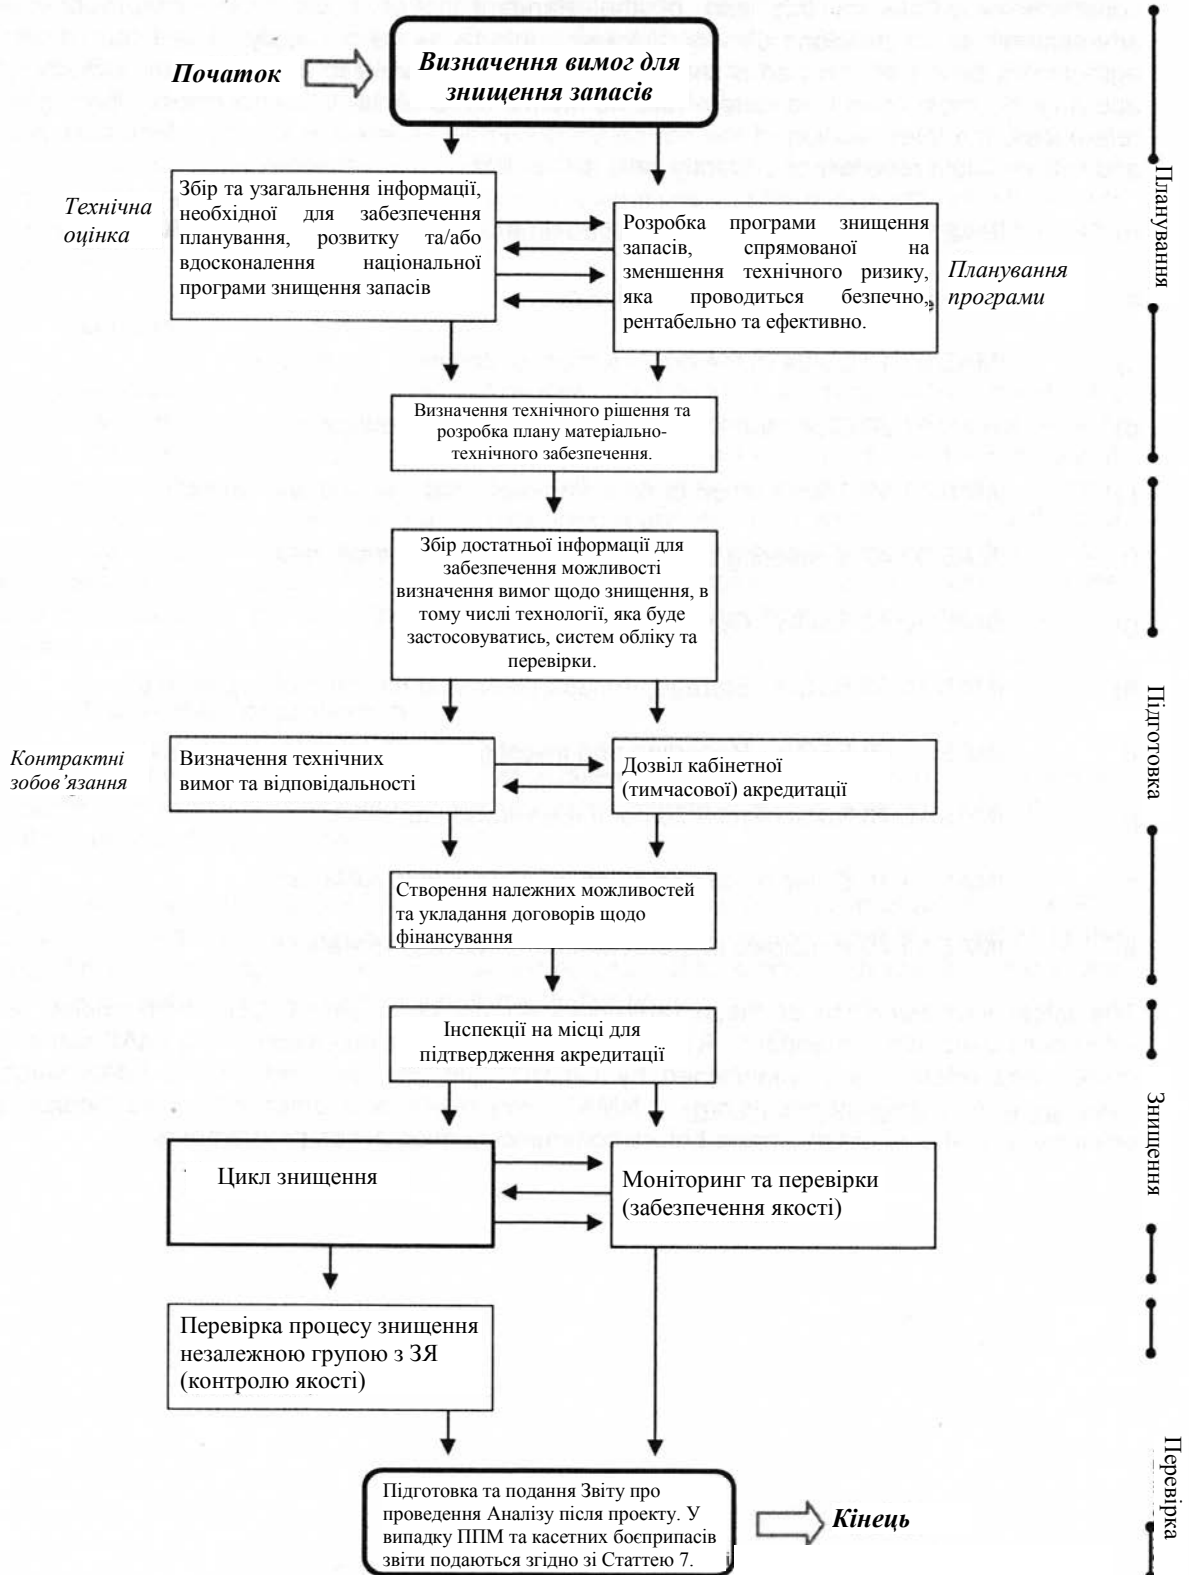 Початок
Визначення вимог для
знищення запасів
Технічна
оцінка
Збір та узагальнення інформації,
необхідної для забезпечення
планування, розвитку та/або
вдосконалення національної
програми знищення запасів
Розробка програми знищення
запасів, спрямованої на
зменшення технічного ризику,
яка проводиться безпечно,
рентабельно та ефективно.
Планування
програми
Планування
Визначення технічного рішення та
розробка плану матеріально-
технічного забезпечення.
Збір достатньої інформації для
забезпечення можливості
визначення вимог щодо знищення, в
тому числі технології, яка буде
застосовуватись, систем обліку та
перевірки.
Підготовка
Контрактні
зобов’язання
Визначення технічних
вимог та відповідальності
Дозвіл кабінетної
(тимчасової) акредитації
Створення належних можливостей
та укладання договорів щодо
фінансування
Інспекції на місці для
підтвердження акредитації
Знищення
Цикл знищення
Моніторинг та перевірки
(забезпечення якості)
Перевірка процесу знищення
незалежною групою з ЗЯ
(контролю якості)
Перевірка
Підготовка та подання Звіту про
проведення Аналізу після проекту. У
випадку ППМ та касетних боєприпасів
звіти подаються згідно зі Статтею 7.
Кінець